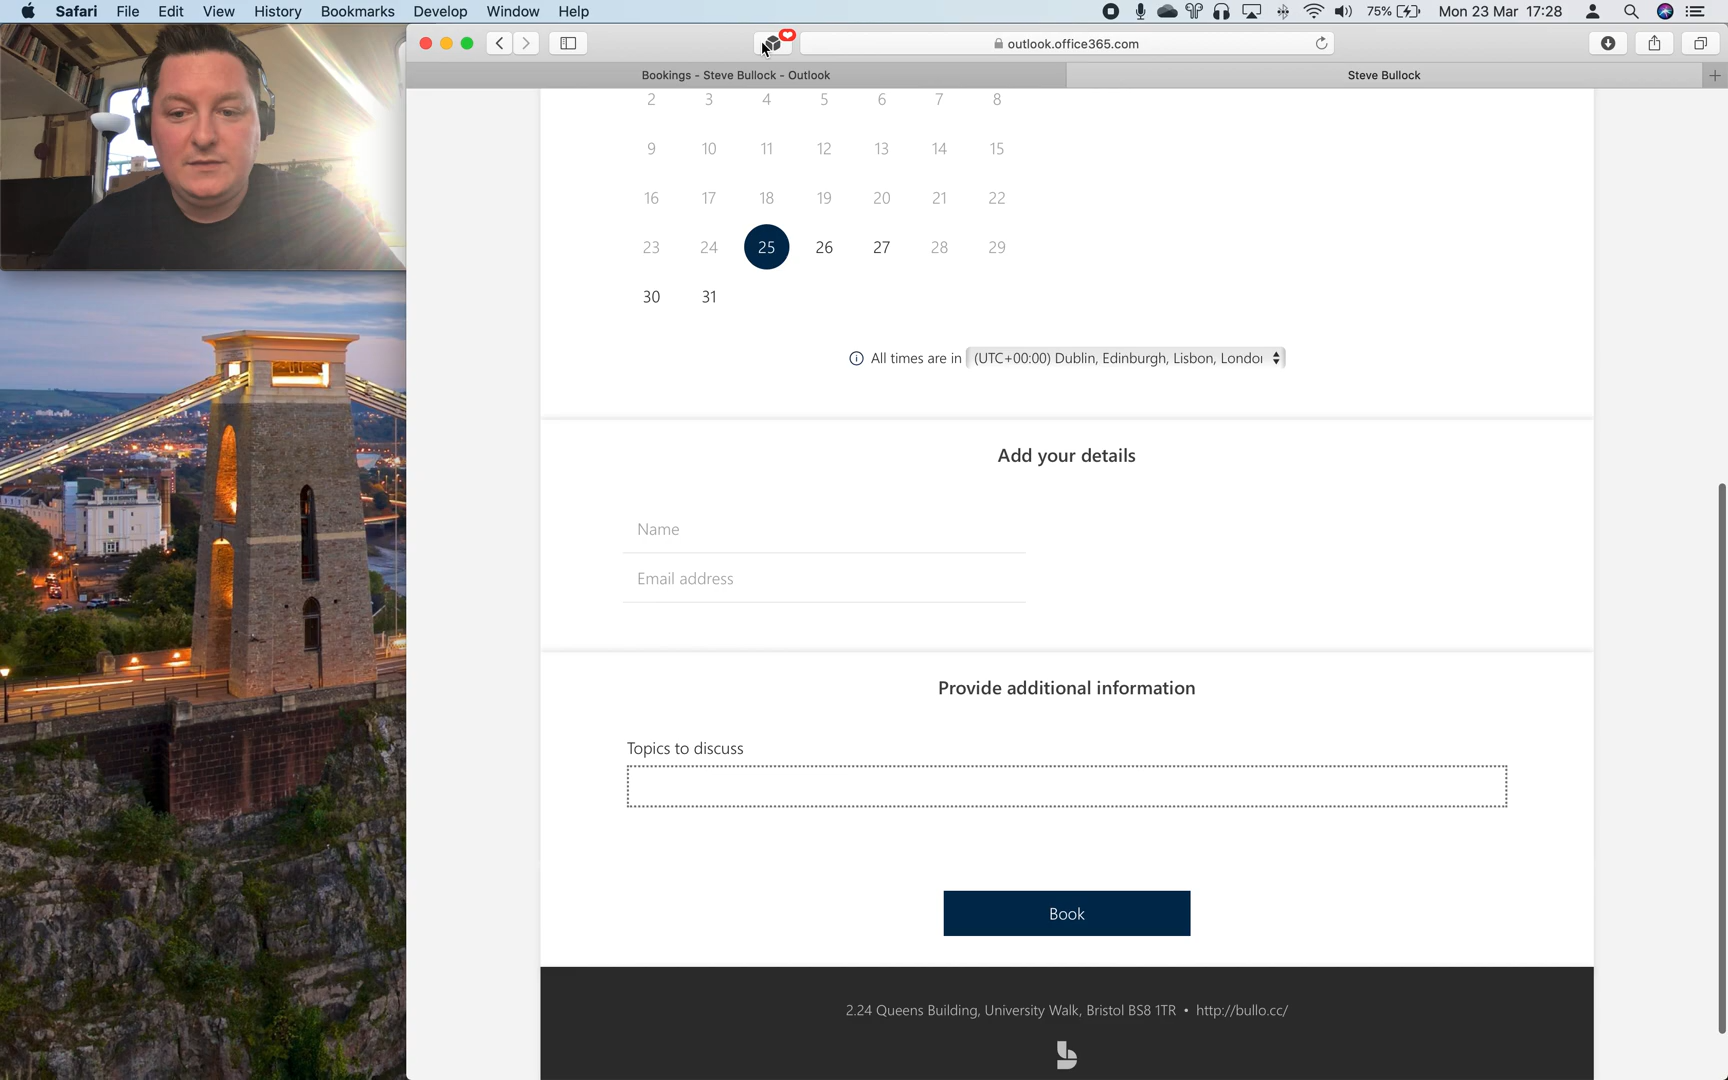 Safari File Edit View History Bookmarks Develop Window Help 75% Mon 23 Mar 17:28
outlook.office365.com
Bookings - Steve Bullock - Outlook Steve Bullock
2 3 4 5 6 7 8
9 10 11 12 13 14 15
16 17 18 19 20 21 22
23 24 25 26 27 28 29
30 31
All times are in (UTC+00:00) Dublin, Edinburgh, Lisbon, Londo
Add your details
Name
Email address
Provide additional information
Topics to discuss
Book
2.24 Queens Building, University Walk, Bristol BS8 1TR • http://bullo.cc/